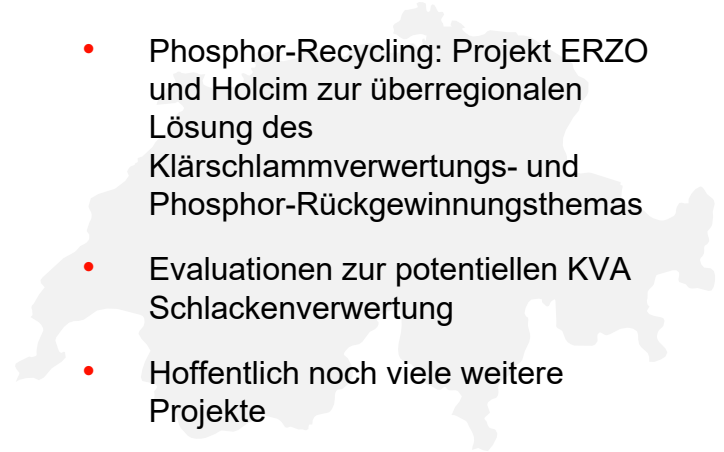 • Phosphor-Recycling: Projekt ERZO
und Holcim zur überregionalen
Lösung des
Klärschlammverwertungs- und
Phosphor-Rückgewinnungsthemas
• Evaluationen zur potentiellen KVA
Schlackenverwertung
• Hoffentlich noch viele weitere
Projekte